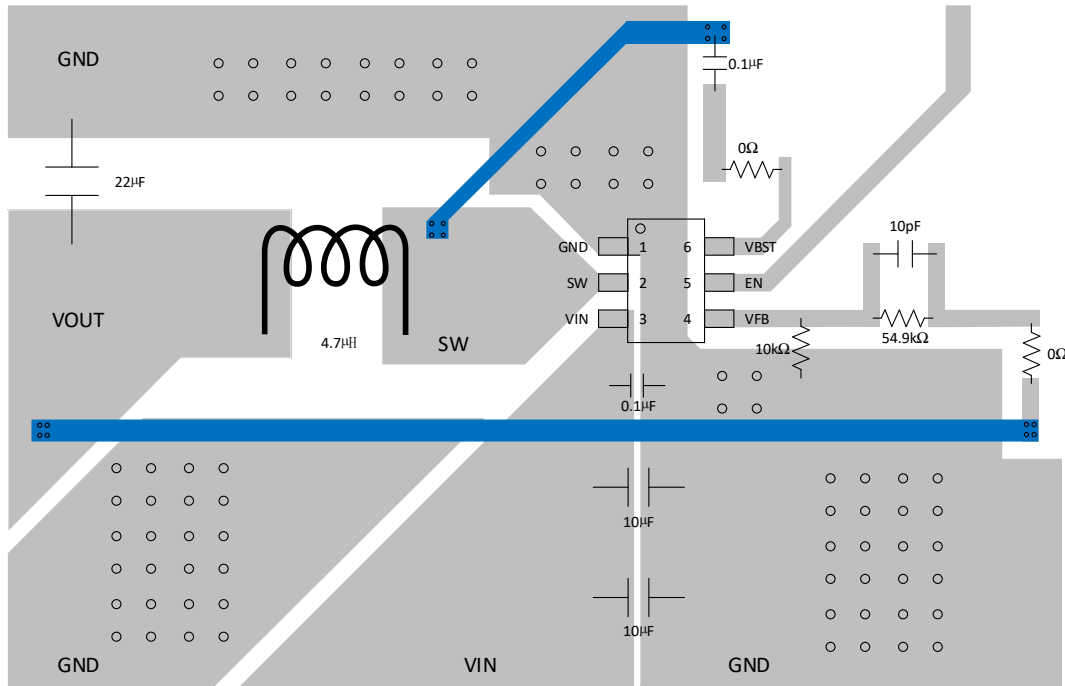 GND
0.1µF
0Ω
22µF
10pF
GND 1 6 VBST
SW 2 5 EN
VIN 3 4 VFB
VOUT
4.7µH
SW
10kΩ
54.9kΩ
0Ω
0.1µF
10µF
10µF
GND
VIN
GND